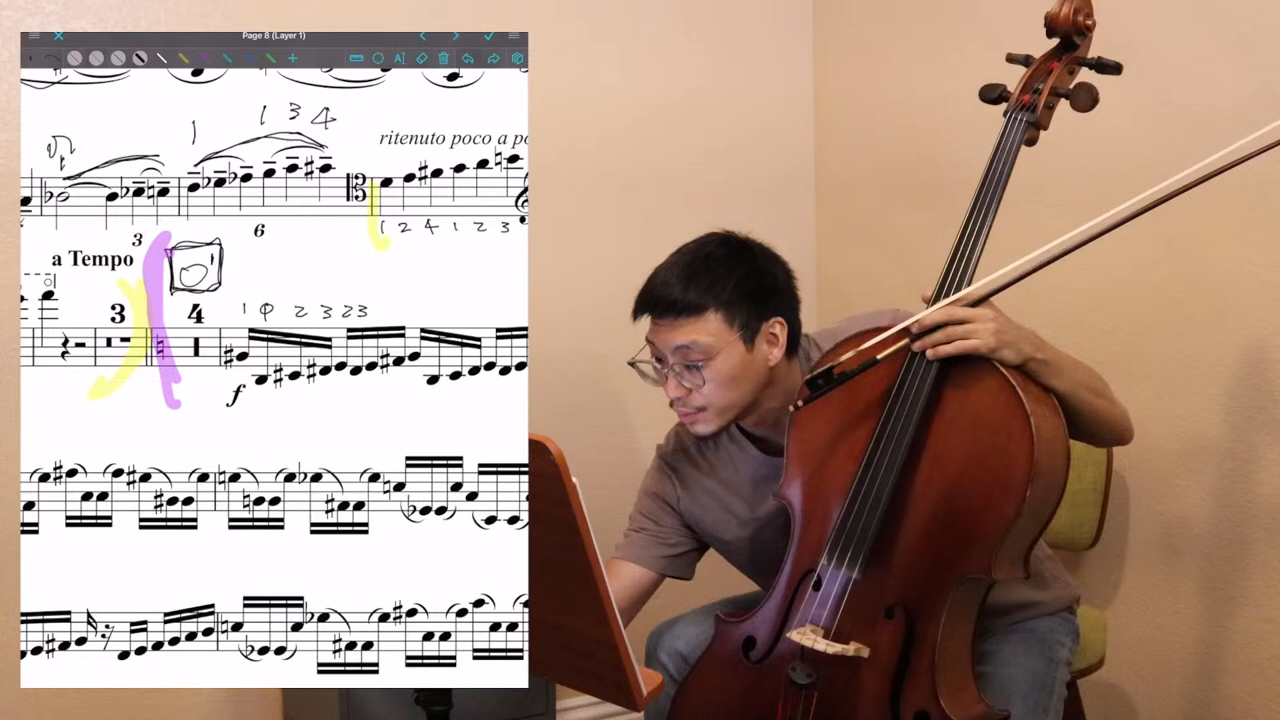 Page 8 (Layer 1)
1 3 4
1
ritenuto poco a po
1 2 4 1 2 3
3 6
a Tempo
3 4 1 φ 2 3 2 3
f